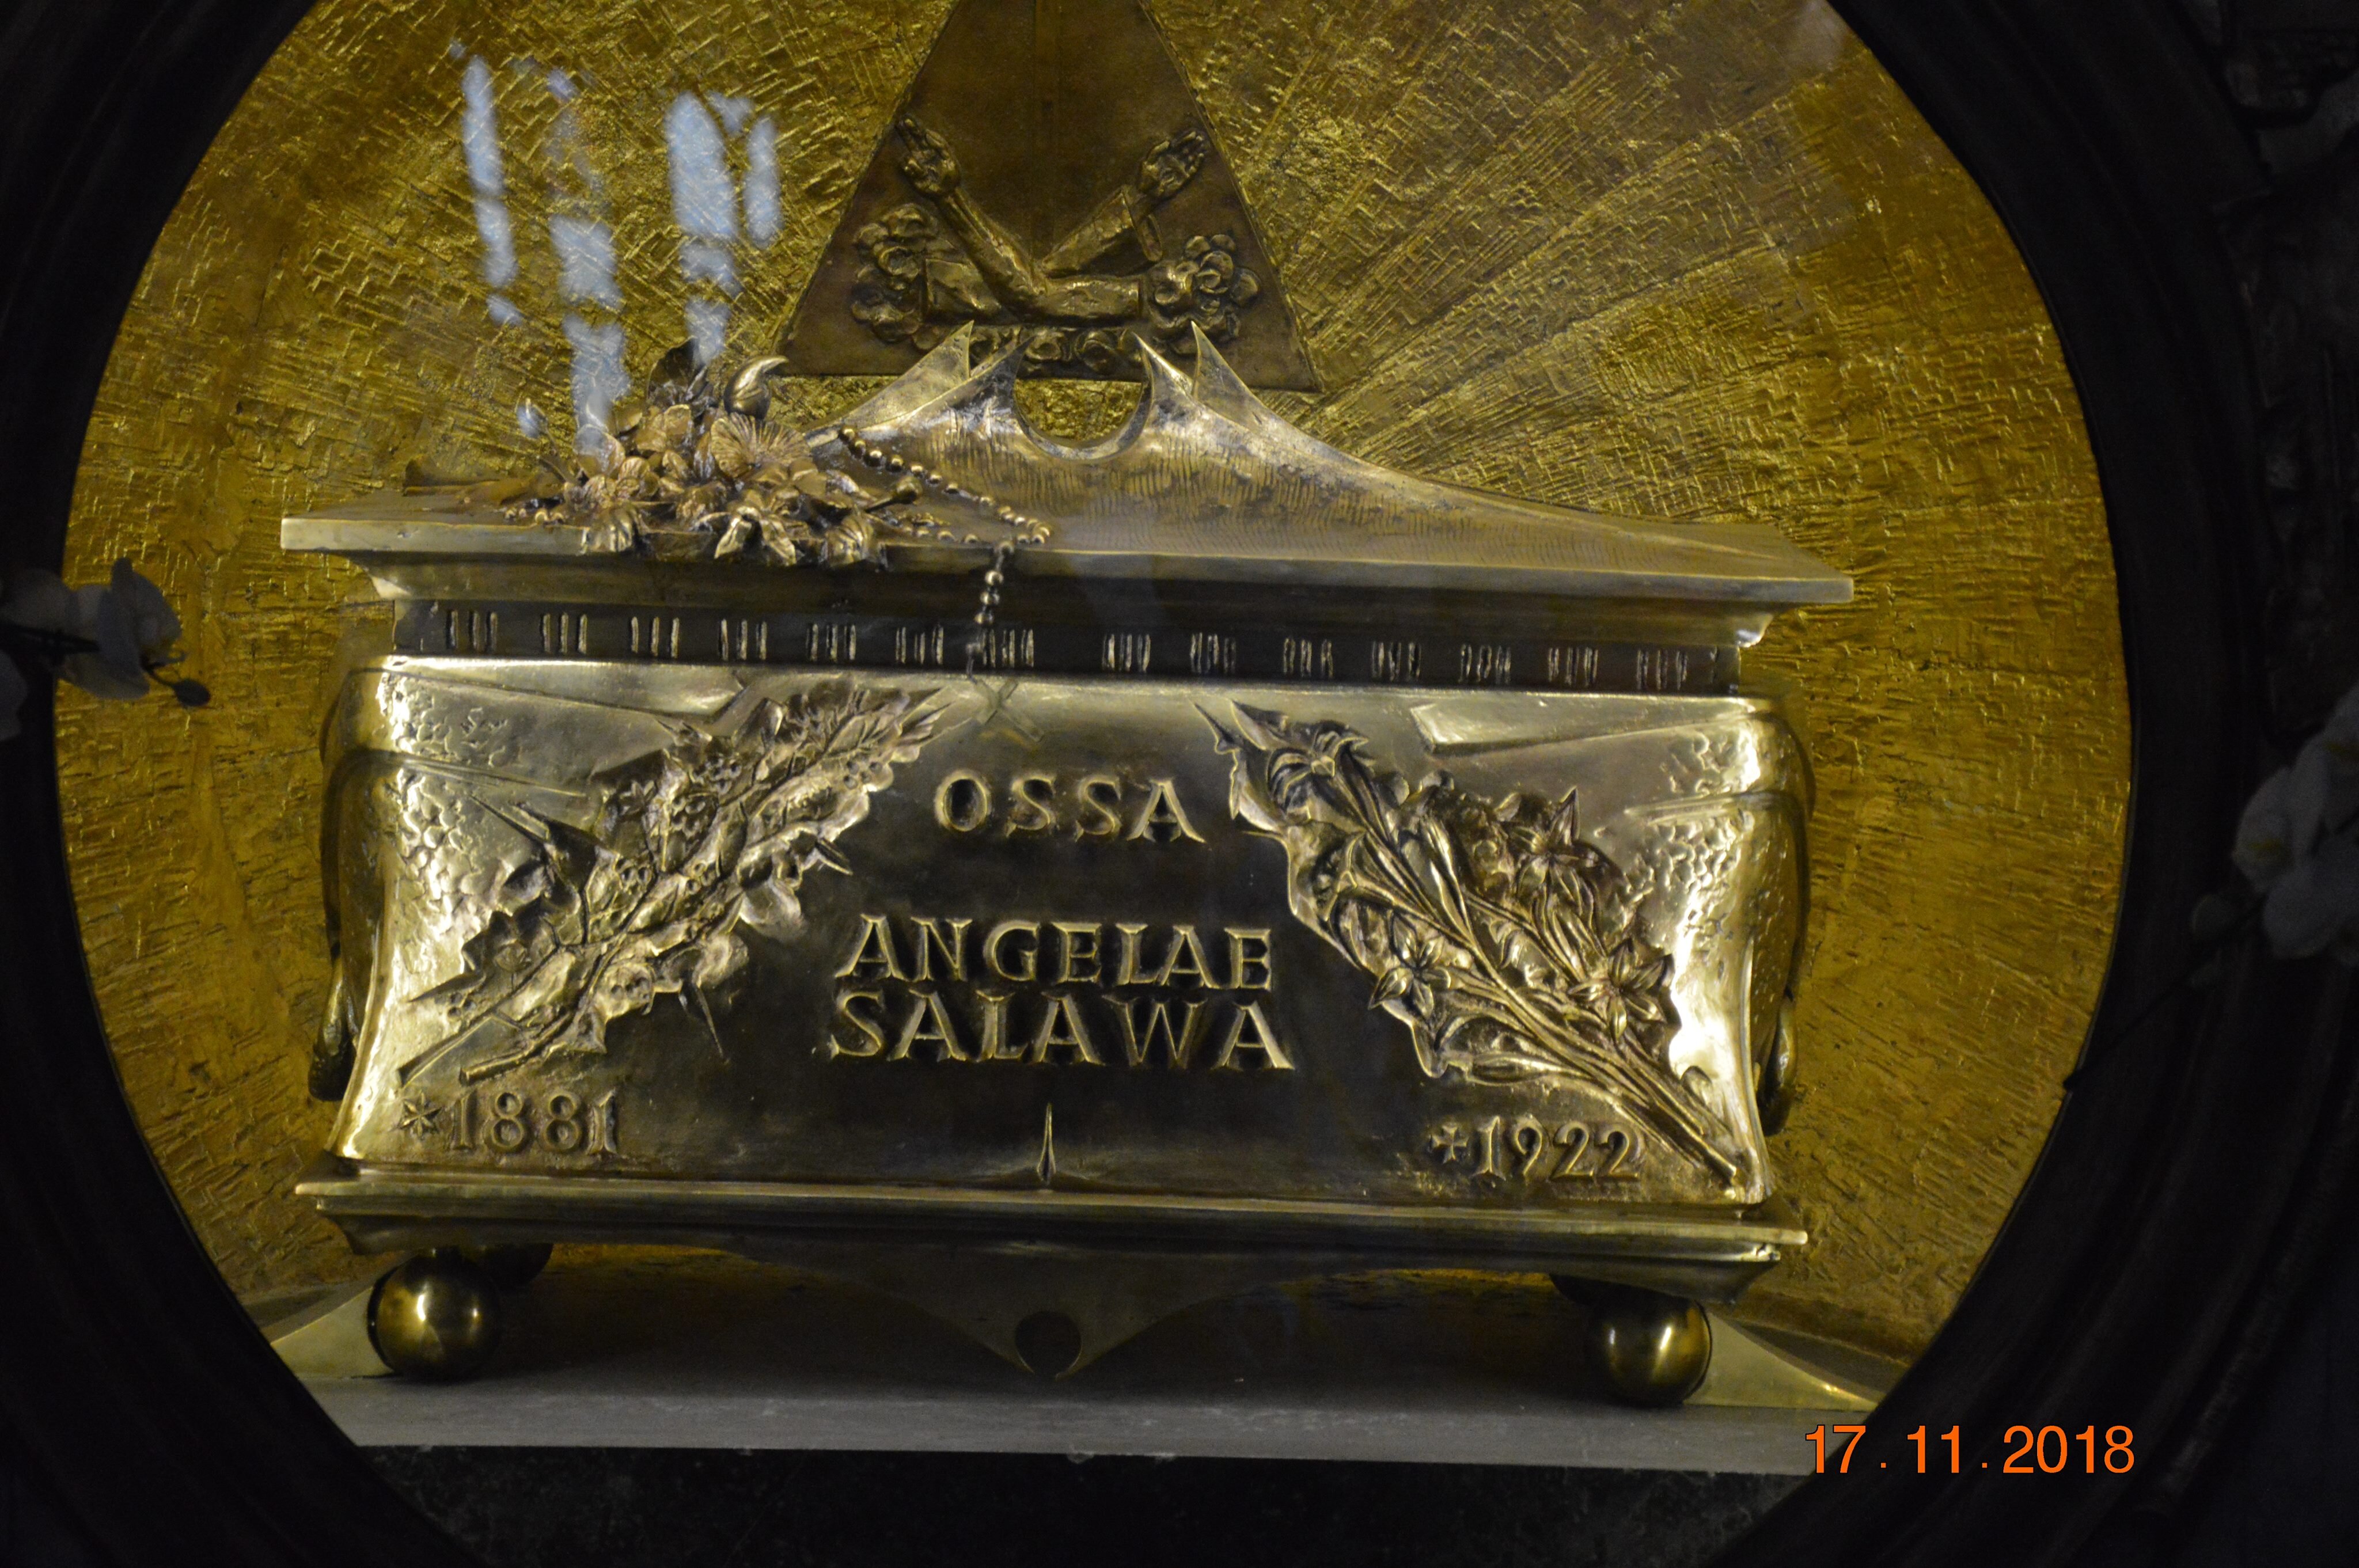 OSSA
ANGELAE
SALAWA
*1881
+1922
17.11.2018